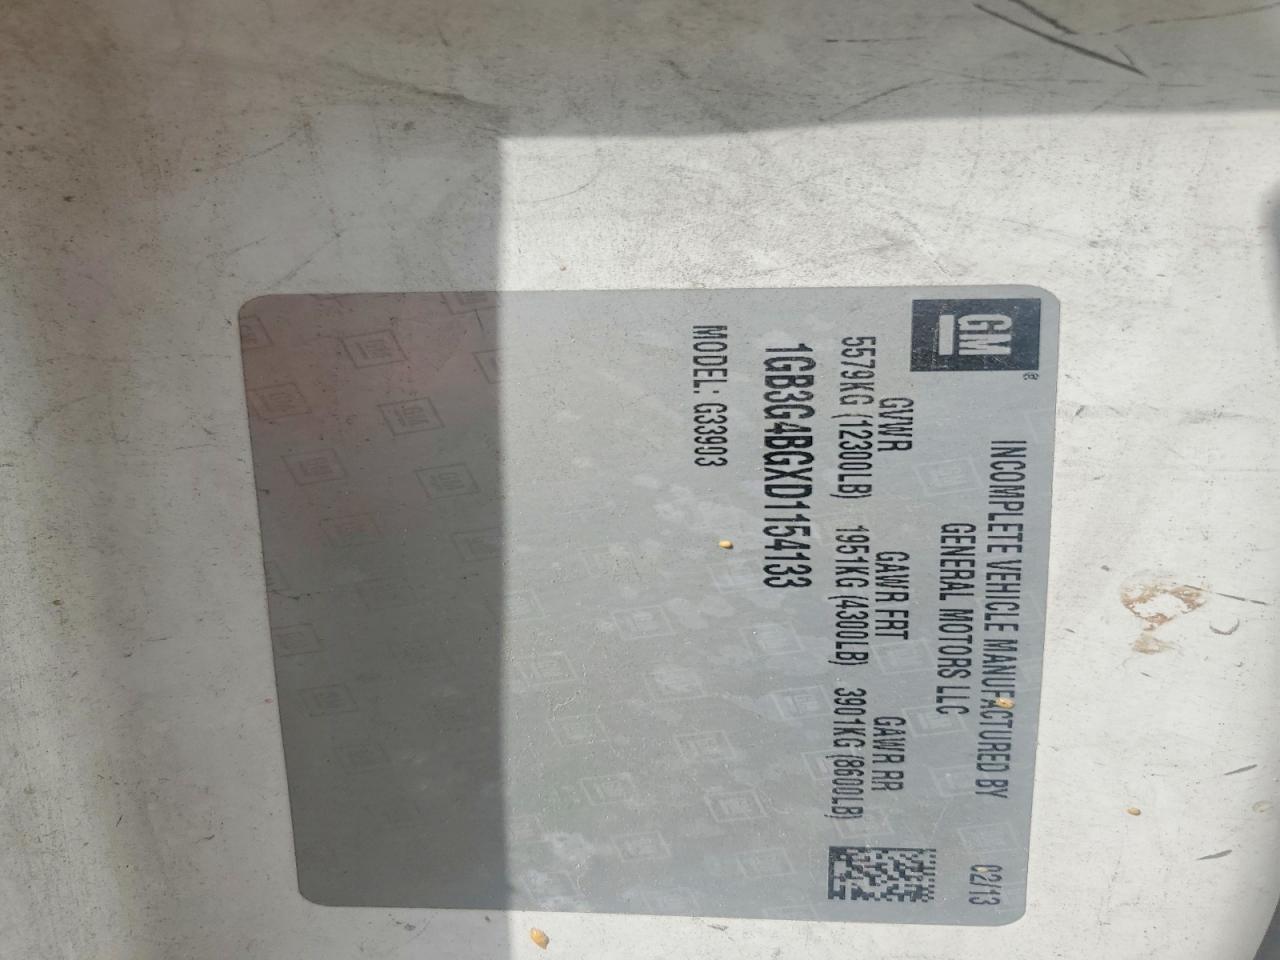 GM®
INCOMPLETE VEHICLE MANUFACTURED BY
02/13
GENERAL MOTORS LLC
GVWR GAWR FRT GAWR RR
5579KG (12300LB) 1951KG (4300LB) 3901KG (8600LB)
1GB3G4BGXD1154133
MODEL: G33903